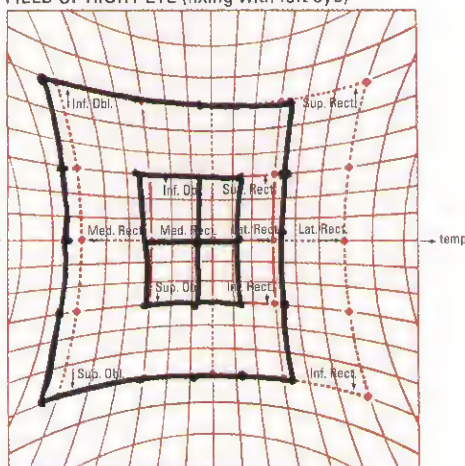 FIELD OF RIGHT EYE (fixing with left eye)
Inf. Obl. Sup. Rect.
Inf. Obl. Sup. Rect.
Med. Rect. Med. Rect. Lat. Rect. Lat. Rect.
temp
Sup. Obl. Inf. Rect.
Sup. Obl. Inf. Rect.